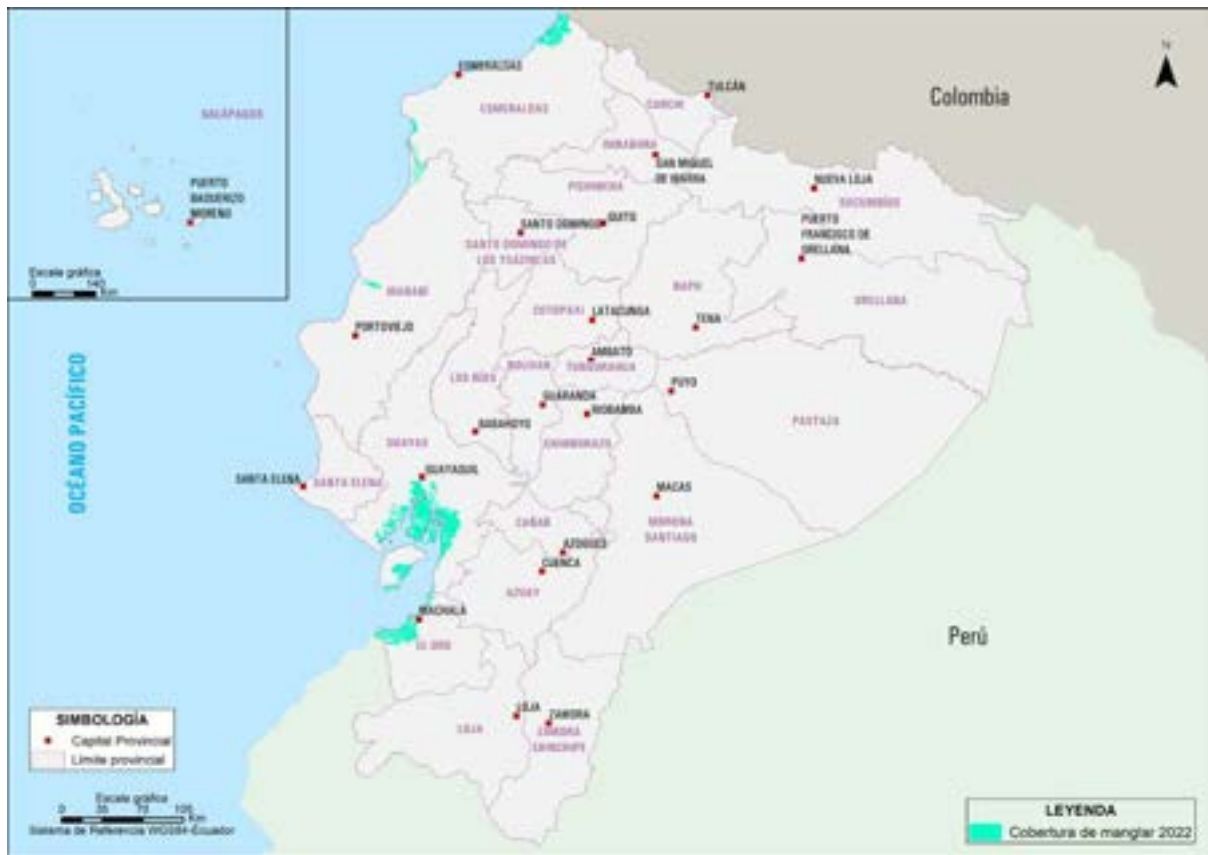 GALÁPAGOS
PUERTO
BAQUERIZO
MORENO
Escala gráfica
0 140
Km
N
Colombia
ESMERALDAS
ESMERALDAS
TULCÁN
CARCHI
IMBABURA
SAN MIGUEL
DE IBARRA
PICHINCHA
NUEVA LOJA
SUCUMBÍOS
SANTO DOMINGO
QUITO
SANTO DOMINGO DE
LOS TSÁCHILAS
PUERTO
FRANCISCO DE
ORELLANA
MANABÍ
NAPO
ORELLANA
COTOPAXI
LATACUNGA
TENA
PORTOVIEJO
AMBATO
TUNGURAHUA
BOLÍVAR
LOS RÍOS
PUYO
GUARANDA
RIOBAMBA
PASTAZA
BABAHOYO
GUAYAS
CHIMBORAZO
OCÉANO PACÍFICO
SANTA ELENA
SANTA ELENA
GUAYAQUIL
MACAS
MORONA
SANTIAGO
CAÑAR
AZOGUES
CUENCA
AZUAY
MACHALA
EL ORO
Perú
LOJA
LOJA
ZAMORA
ZAMORA
CHINCHIPE
SIMBOLOGÍA
Capital Provincial
Límite provincial
Escala gráfica
0 35 70 105
Km
Sistema de Referencia WGS84-Ecuador
LEYENDA
Cobertura de manglar 2022